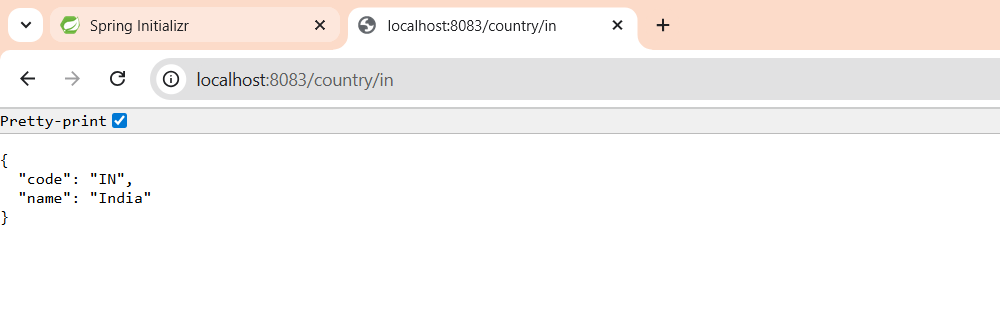 Spring Initializr
localhost:8083/country/in
localhost:8083/country/in
Pretty-print
{
  "code": "IN",
  "name": "India"
}